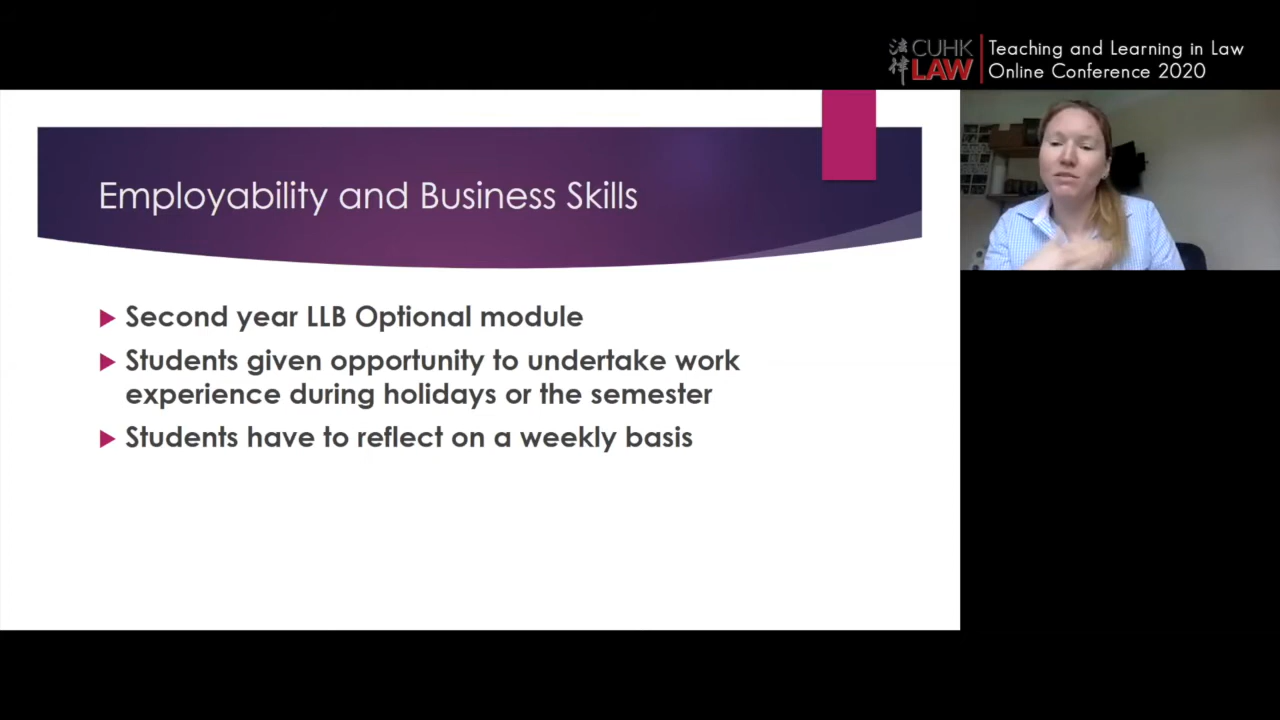 法律 CUHK LAW
Teaching and Learning in Law
Online Conference 2020
Employability and Business Skills
Second year LLB Optional module
Students given opportunity to undertake work
experience during holidays or the semester
Students have to reflect on a weekly basis